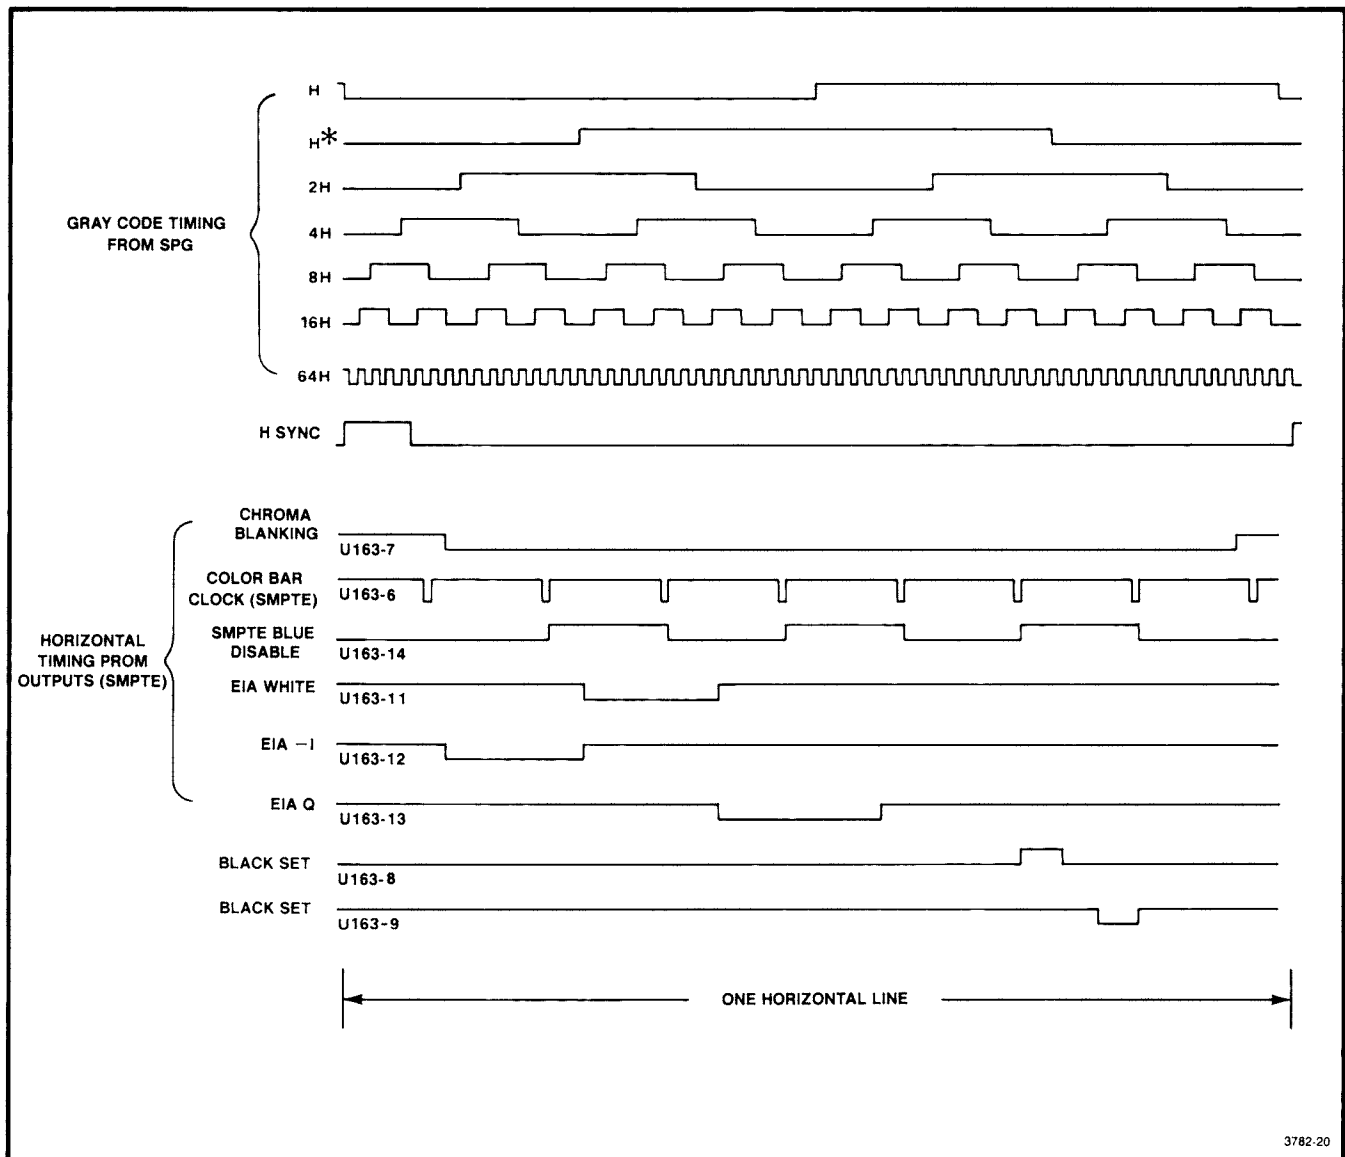 H
H*
2H
GRAY CODE TIMING
FROM SPG
4H
8H
16H
64H
H SYNC
CHROMA
BLANKING
U163-7
COLOR BAR
CLOCK (SMPTE)
U163-6
SMPTE BLUE
DISABLE
U163-14
HORIZONTAL
TIMING PROM
OUTPUTS (SMPTE)
EIA WHITE
U163-11
EIA −I
U163-12
EIA Q
U163-13
BLACK SET
U163-8
BLACK SET
U163-9
ONE HORIZONTAL LINE
3782-20